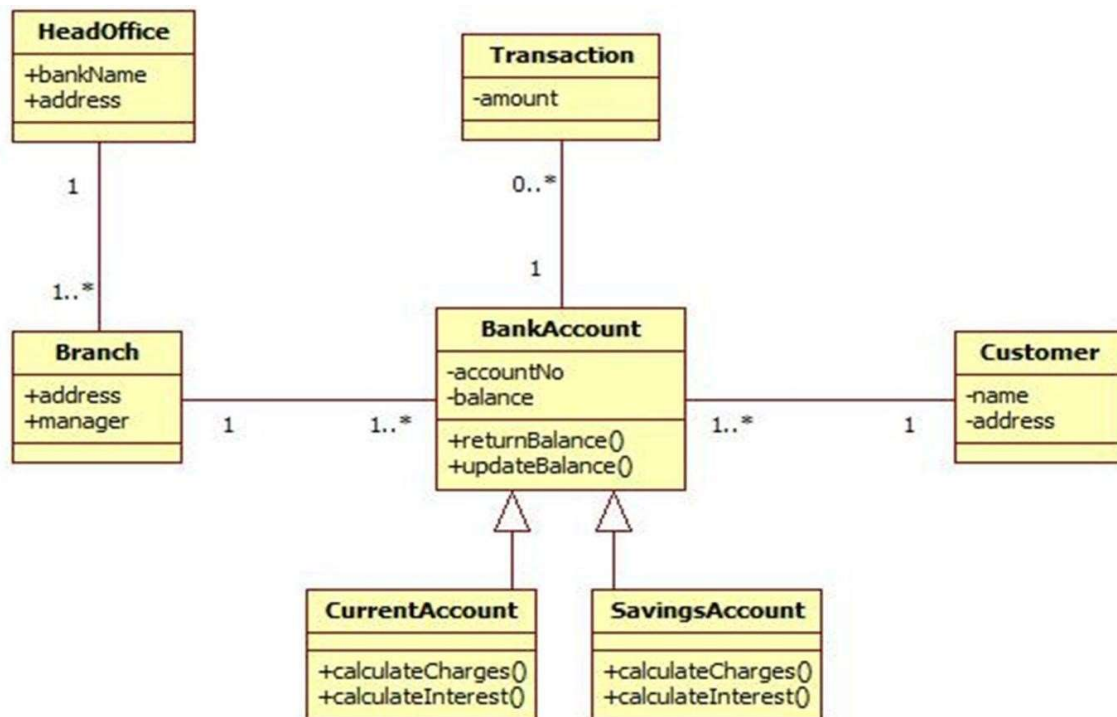 HeadOffice
+bankName
+address
1
1..*
Branch
+address
+manager
1
1..*
Transaction
-amount
0..*
1
BankAccount
-accountNo
-balance
+returnBalance()
+updateBalance()
1..*
1
Customer
-name
-address
CurrentAccount
+calculateCharges()
+calculateInterest()
SavingsAccount
+calculateCharges()
+calculateInterest()